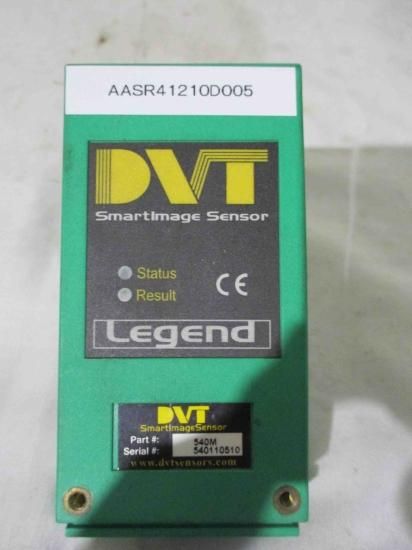 AASR41210D005
DVT
SmartImage Sensor
Status
Result
CE
Legend
DVT
SmartImageSensor
Part #: 540M
Serial #: 540110510
www.dvtsensors.com